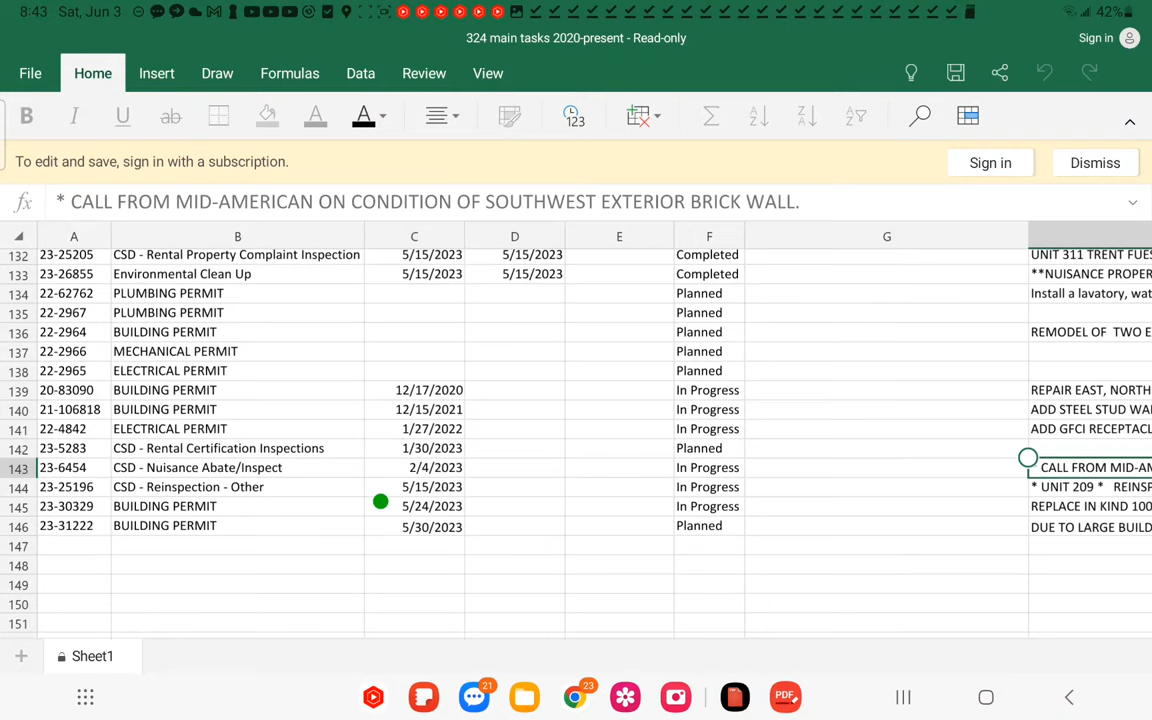 8:43 Sat, Jun 3 42%
324 main tasks 2020-present - Read-only
Sign in
File Home Insert Draw Formulas Data Review View
B I U ab A A 123
To edit and save, sign in with a subscription. Sign in Dismiss
fx * CALL FROM MID-AMERICAN ON CONDITION OF SOUTHWEST EXTERIOR BRICK WALL.
A B C D E F G
132 23-25205 CSD - Rental Property Complaint Inspection 5/15/2023 5/15/2023 Completed UNIT 311 TRENT FUES
133 23-26855 Environmental Clean Up 5/15/2023 5/15/2023 Completed **NUISANCE PROPER
134 22-62762 PLUMBING PERMIT Planned Install a lavatory, wat
135 22-2967 PLUMBING PERMIT Planned
136 22-2964 BUILDING PERMIT Planned REMODEL OF TWO E
137 22-2966 MECHANICAL PERMIT Planned
138 22-2965 ELECTRICAL PERMIT Planned
139 20-83090 BUILDING PERMIT 12/17/2020 In Progress REPAIR EAST, NORTH
140 21-106818 BUILDING PERMIT 12/15/2021 In Progress ADD STEEL STUD WA
141 22-4842 ELECTRICAL PERMIT 1/27/2022 In Progress ADD GFCI RECEPTACL
142 23-5283 CSD - Rental Certification Inspections 1/30/2023 Planned
143 23-6454 CSD - Nuisance Abate/Inspect 2/4/2023 In Progress CALL FROM MID-AM
144 23-25196 CSD - Reinspection - Other 5/15/2023 In Progress * UNIT 209 * REINSP
145 23-30329 BUILDING PERMIT 5/24/2023 In Progress REPLACE IN KIND 100
146 23-31222 BUILDING PERMIT 5/30/2023 Planned DUE TO LARGE BUILD
147
148
149
150
151
+ Sheet1
21 23 PDF